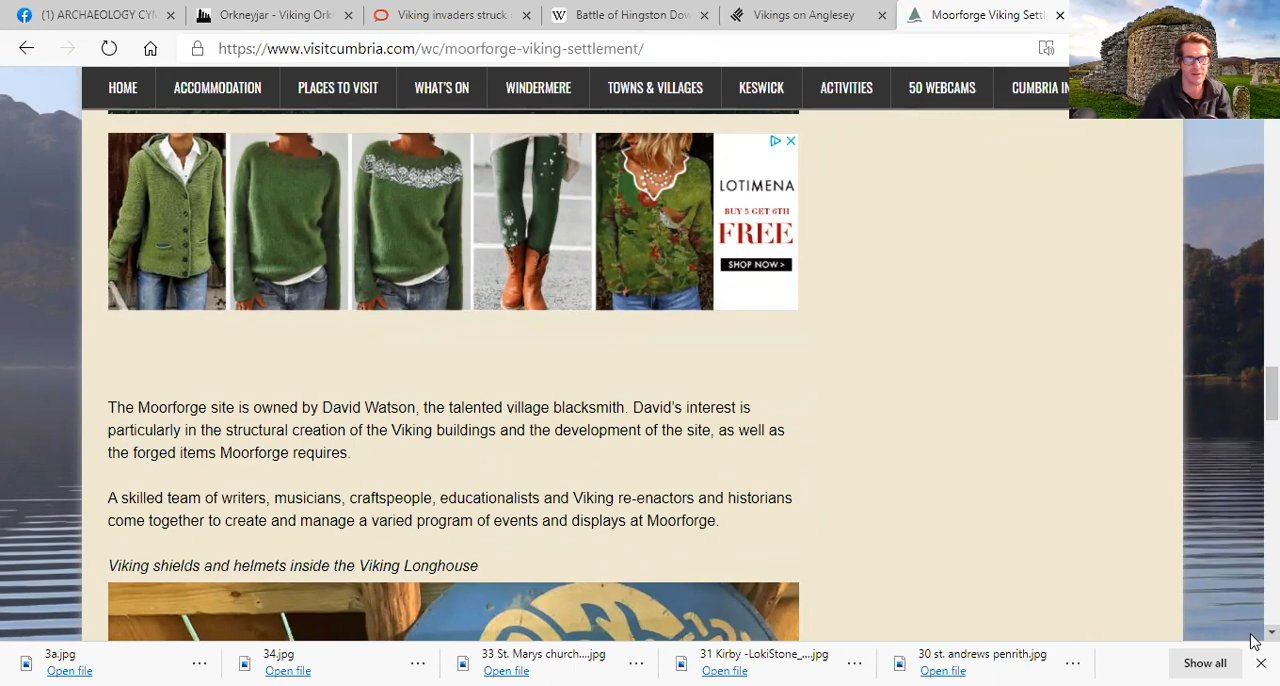 (1) ARCHAEOLOGY CYM
Orkneyjar - Viking Ork
Viking invaders struck
Battle of Hingston Dow
Vikings on Anglesey
Moorforge Viking Settl
https://www.visitcumbria.com/wc/moorforge-viking-settlement/
HOME
ACCOMMODATION
PLACES TO VISIT
WHAT'S ON
WINDERMERE
TOWNS & VILLAGES
KESWICK
ACTIVITIES
50 WEBCAMS
CUMBRIA IN
LOTIMENA
BUY 5 GET 6TH
FREE
SHOP NOW >
The Moorforge site is owned by David Watson, the talented village blacksmith. David's interest is
particularly in the structural creation of the Viking buildings and the development of the site, as well as
the forged items Moorforge requires.
A skilled team of writers, musicians, craftspeople, educationalists and Viking re-enactors and historians
come together to create and manage a varied program of events and displays at Moorforge.
Viking shields and helmets inside the Viking Longhouse
3a.jpg
Open file
34.jpg
Open file
33 St. Marys church....jpg
Open file
31 Kirby -LokiStone_...jpg
Open file
30 st. andrews penrith.jpg
Open file
Show all